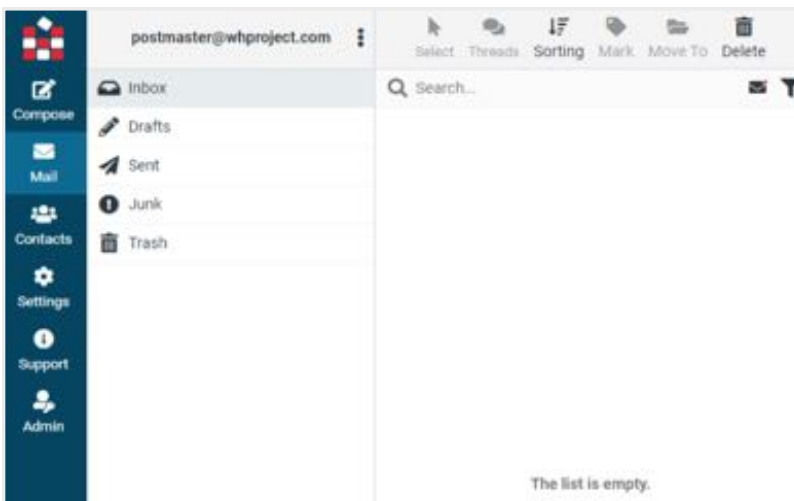 postmaster@whproject.com
Select Threads Sorting Mark Move To Delete
Compose
Mail
Contacts
Settings
Support
Admin
Inbox
Drafts
Sent
Junk
Trash
Search...
The list is empty.